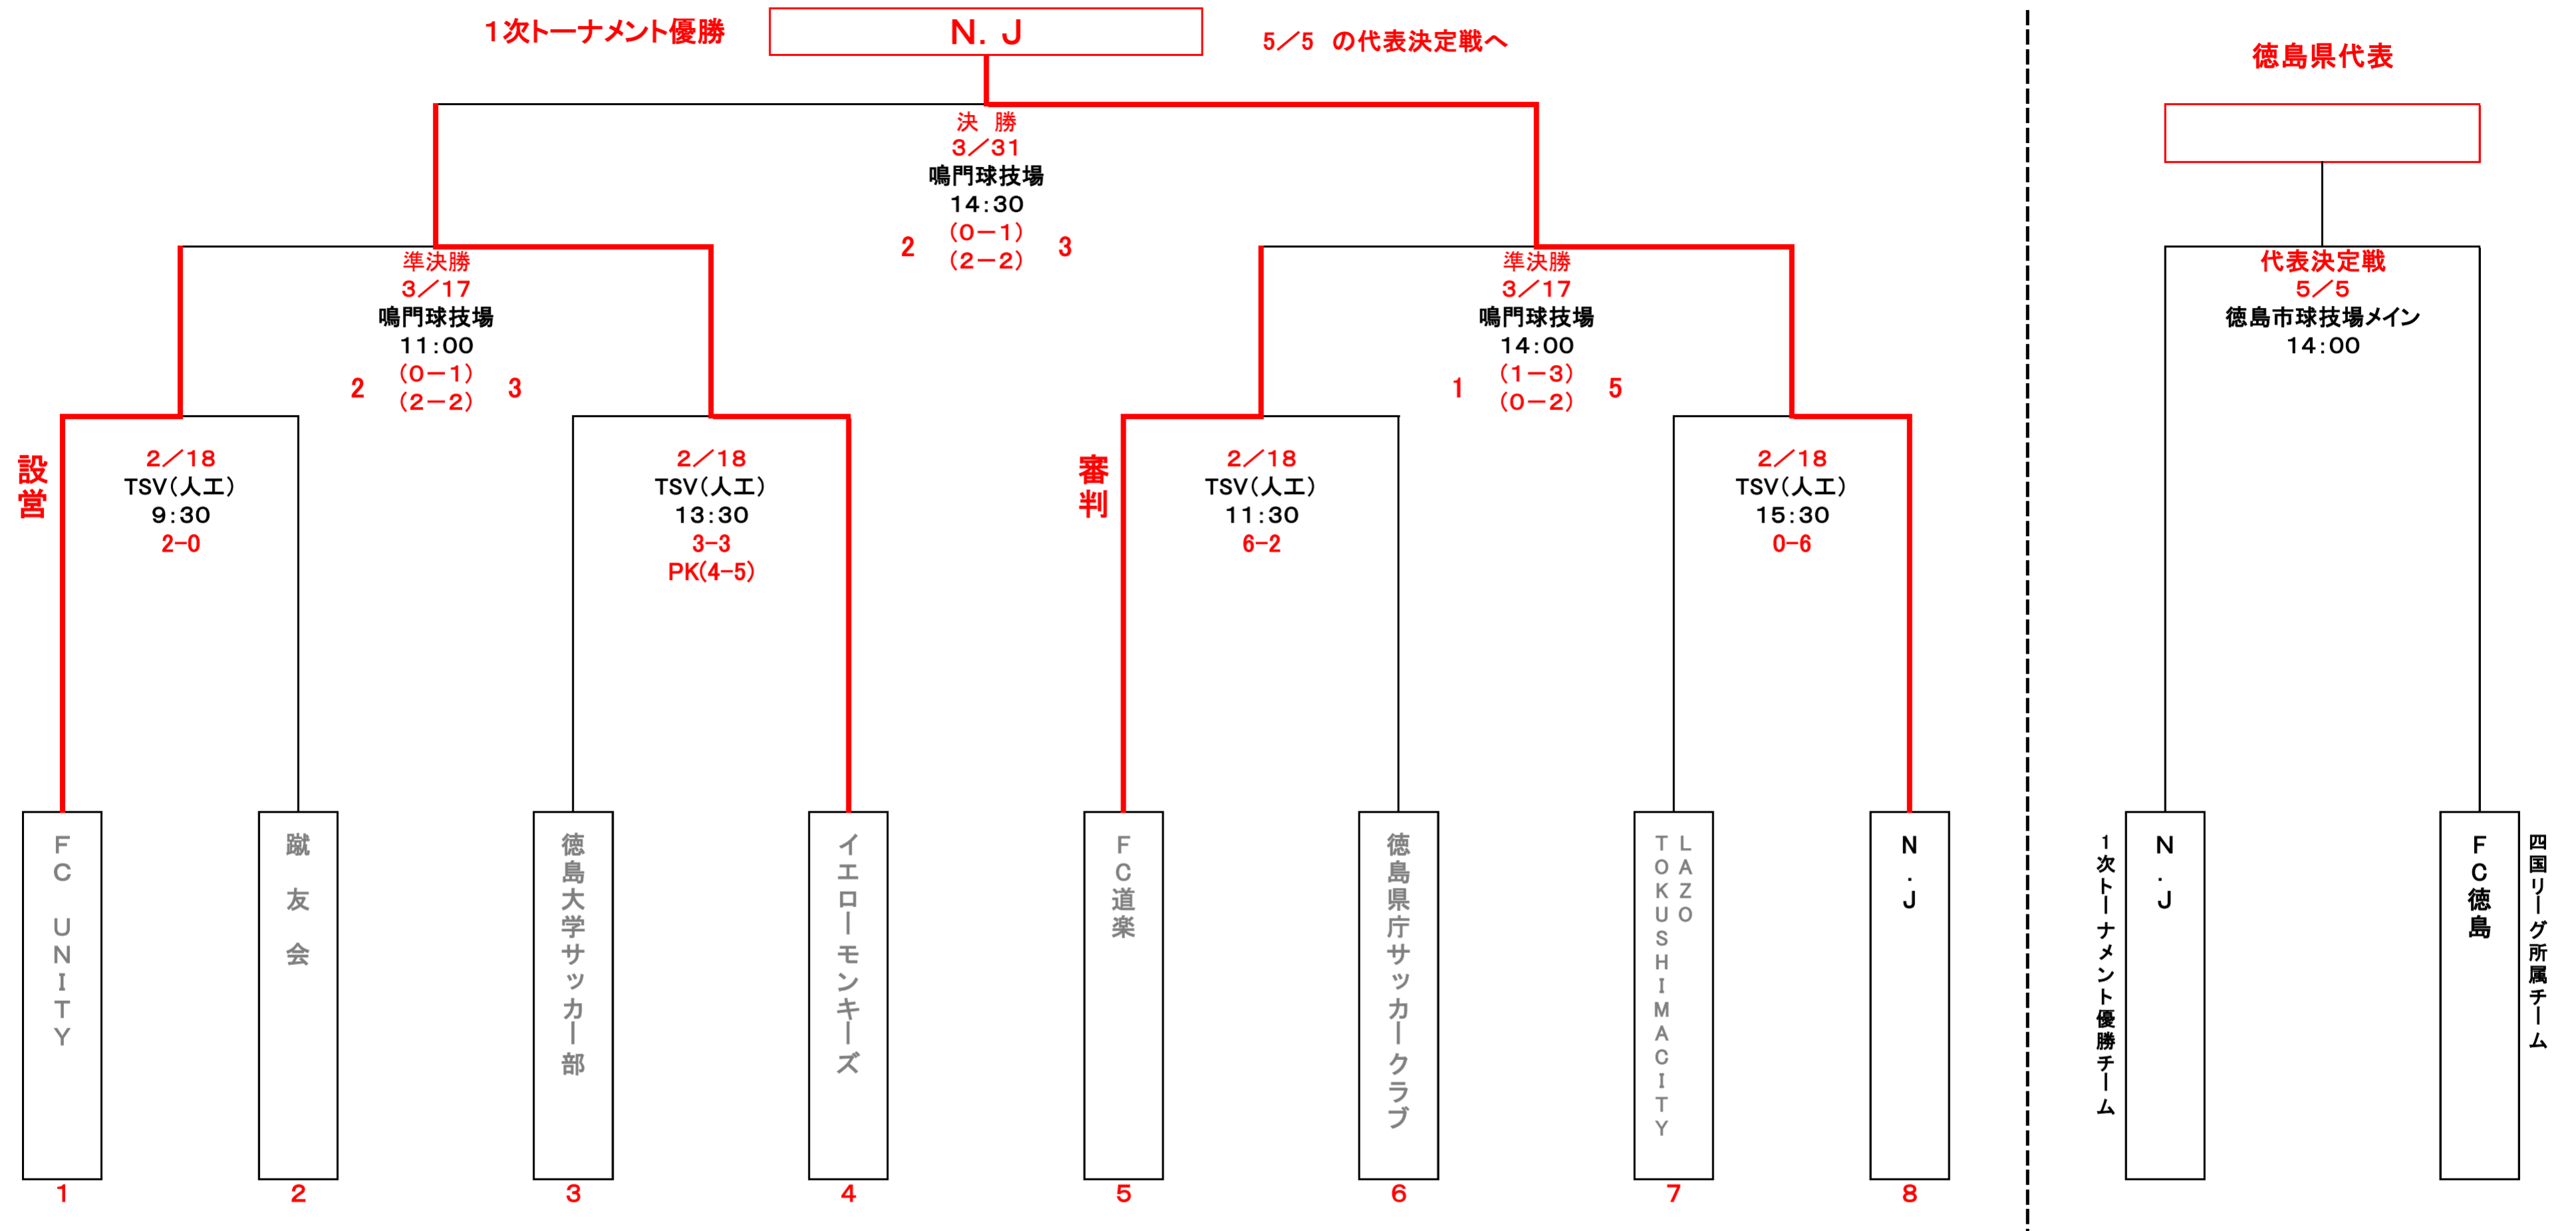 1次トーナメント優勝
N.J
5／5 の代表決定戦へ
決 勝
3／31
鳴門球技場
14:30
(0－1)
2 3
(2－2)
準決勝
3／17
鳴門球技場
11:00
(0－1)
2 3
(2－2)
準決勝
3／17
鳴門球技場
14:00
(1－3)
1 5
(0－2)
設営
2／18
TSV(人工)
9:30
2-0
2／18
TSV(人工)
13:30
3-3
PK(4-5)
審判
2／18
TSV(人工)
11:30
6-2
2／18
TSV(人工)
15:30
0-6
FC UNITY
蹴友会
徳島大学サッカー部
イエローモンキーズ
FC道楽
徳島県庁サッカークラブ
LAZO
TOKUSHIMACITY
N.J
1
2
3
4
5
6
7
8
徳島県代表
代表決定戦
5／5
徳島市球技場メイン
14:00
1次トーナメント優勝チーム
N.J
FC徳島
四国リーグ所属チーム